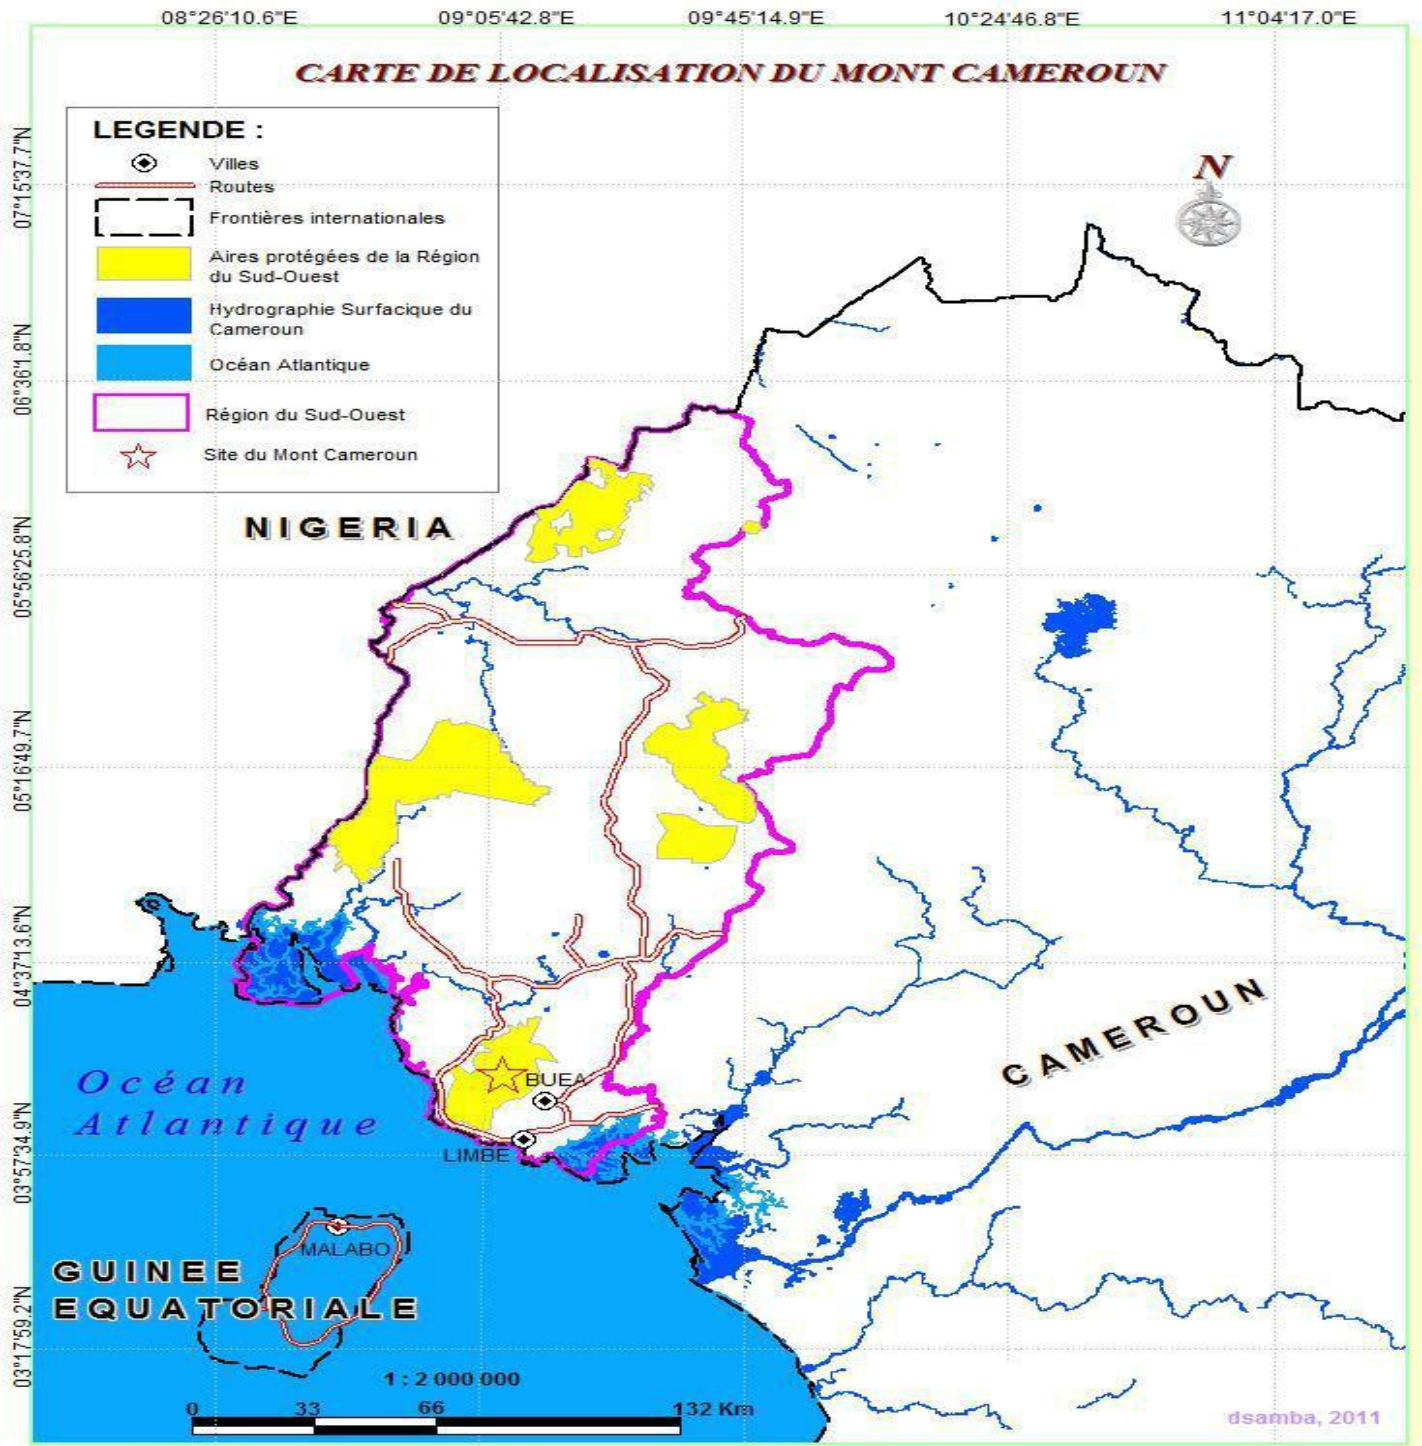 08°26'10.6"E 09°05'42.8"E 09°45'14.9"E 10°24'46.8"E 11°04'17.0"E
CARTE DE LOCALISATION DU MONT CAMEROUN
LEGENDE :
Villes
Routes
Frontières internationales
Aires protégées de la Région
du Sud-Ouest
Hydrographie Surfacique du
Cameroun
Océan Atlantique
Région du Sud-Ouest
Site du Mont Cameroun
N
07°15'37.7"N
06°36'1.8"N
05°56'25.8"N
05°16'49.7"N
04°37'13.6"N
03°57'34.9"N
03°17'59.2"N
NIGERIA
CAMEROUN
Océan
Atlantique
BUEA
LIMBE
MALABO
GUINEE
EQUATORIALE
1 : 2 000 000
0 33 66 132 Km
dsamba, 2011